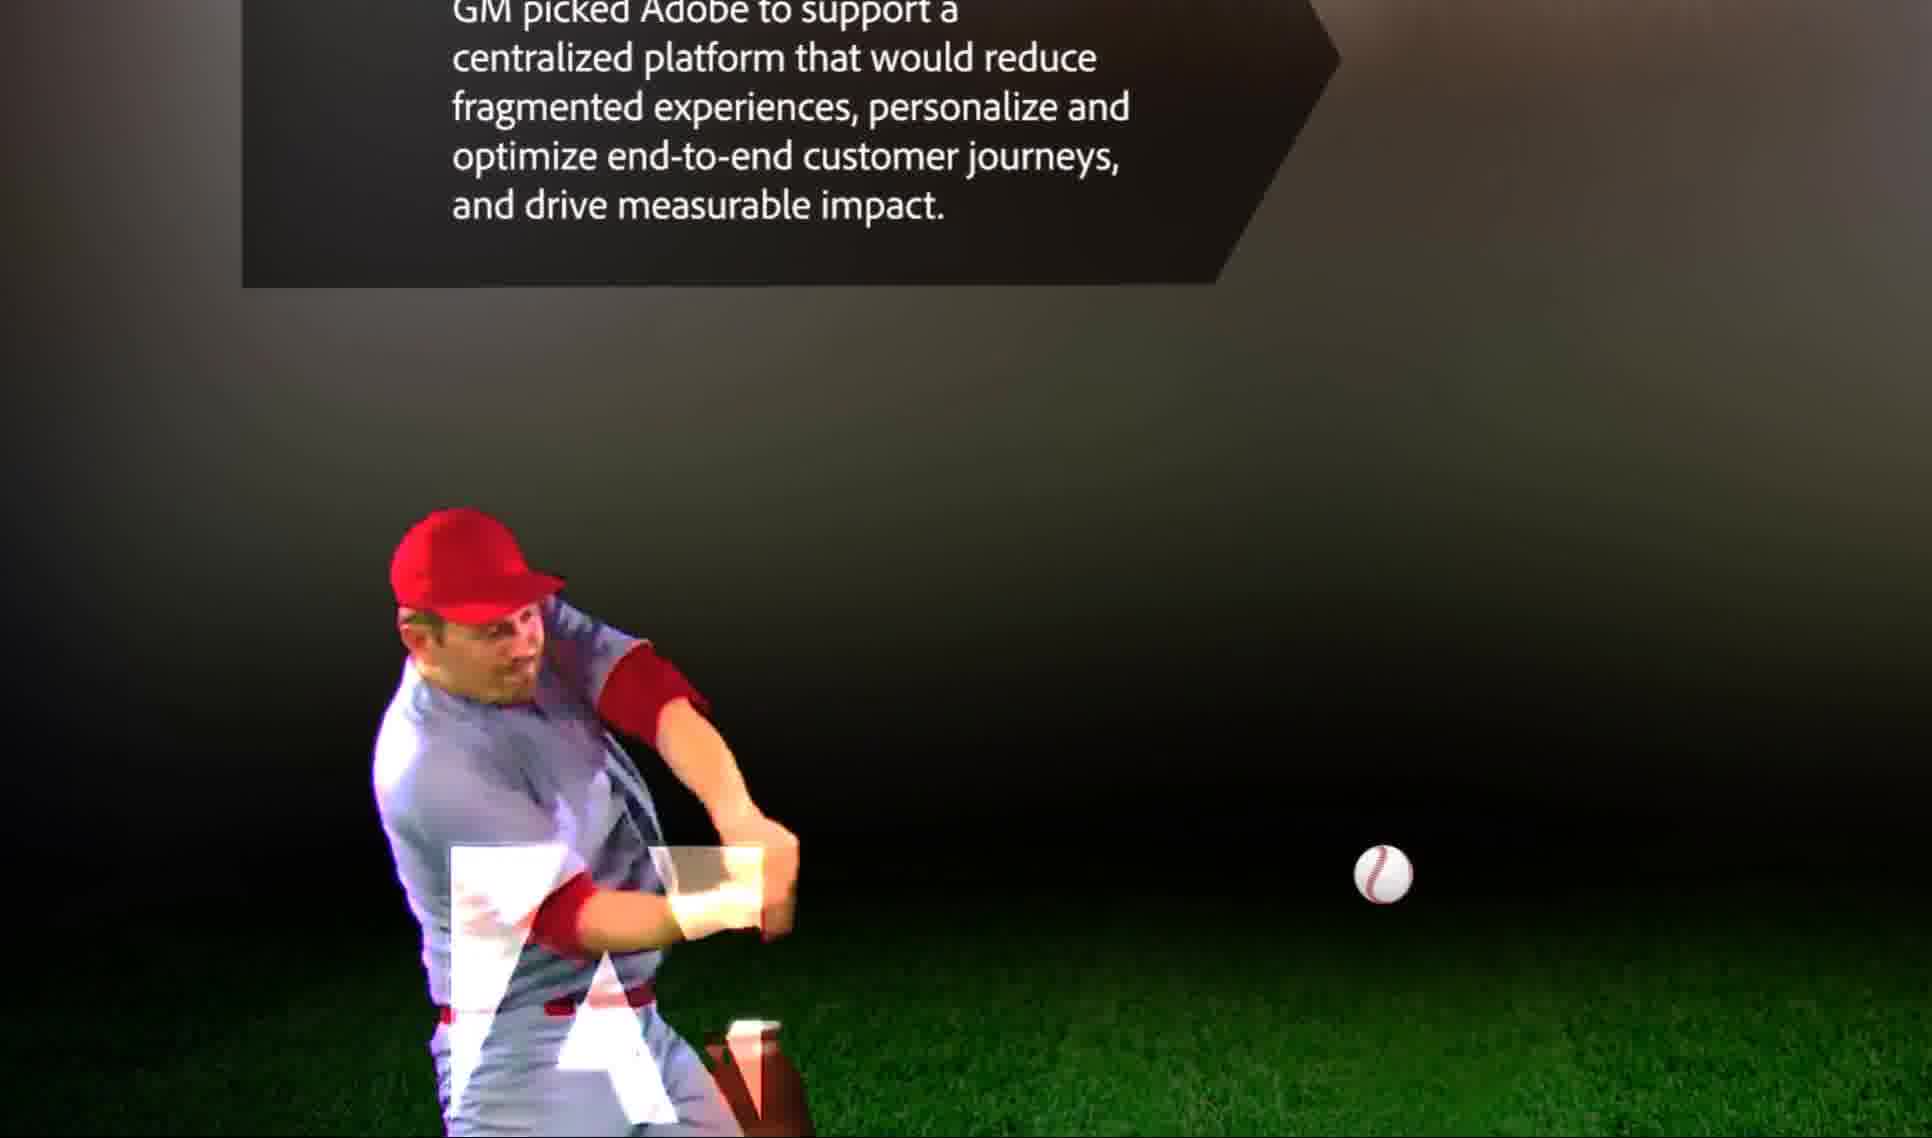 GM picked Adobe to support a
centralized platform that would reduce
fragmented experiences, personalize and
optimize end-to-end customer journeys,
and drive measurable impact.